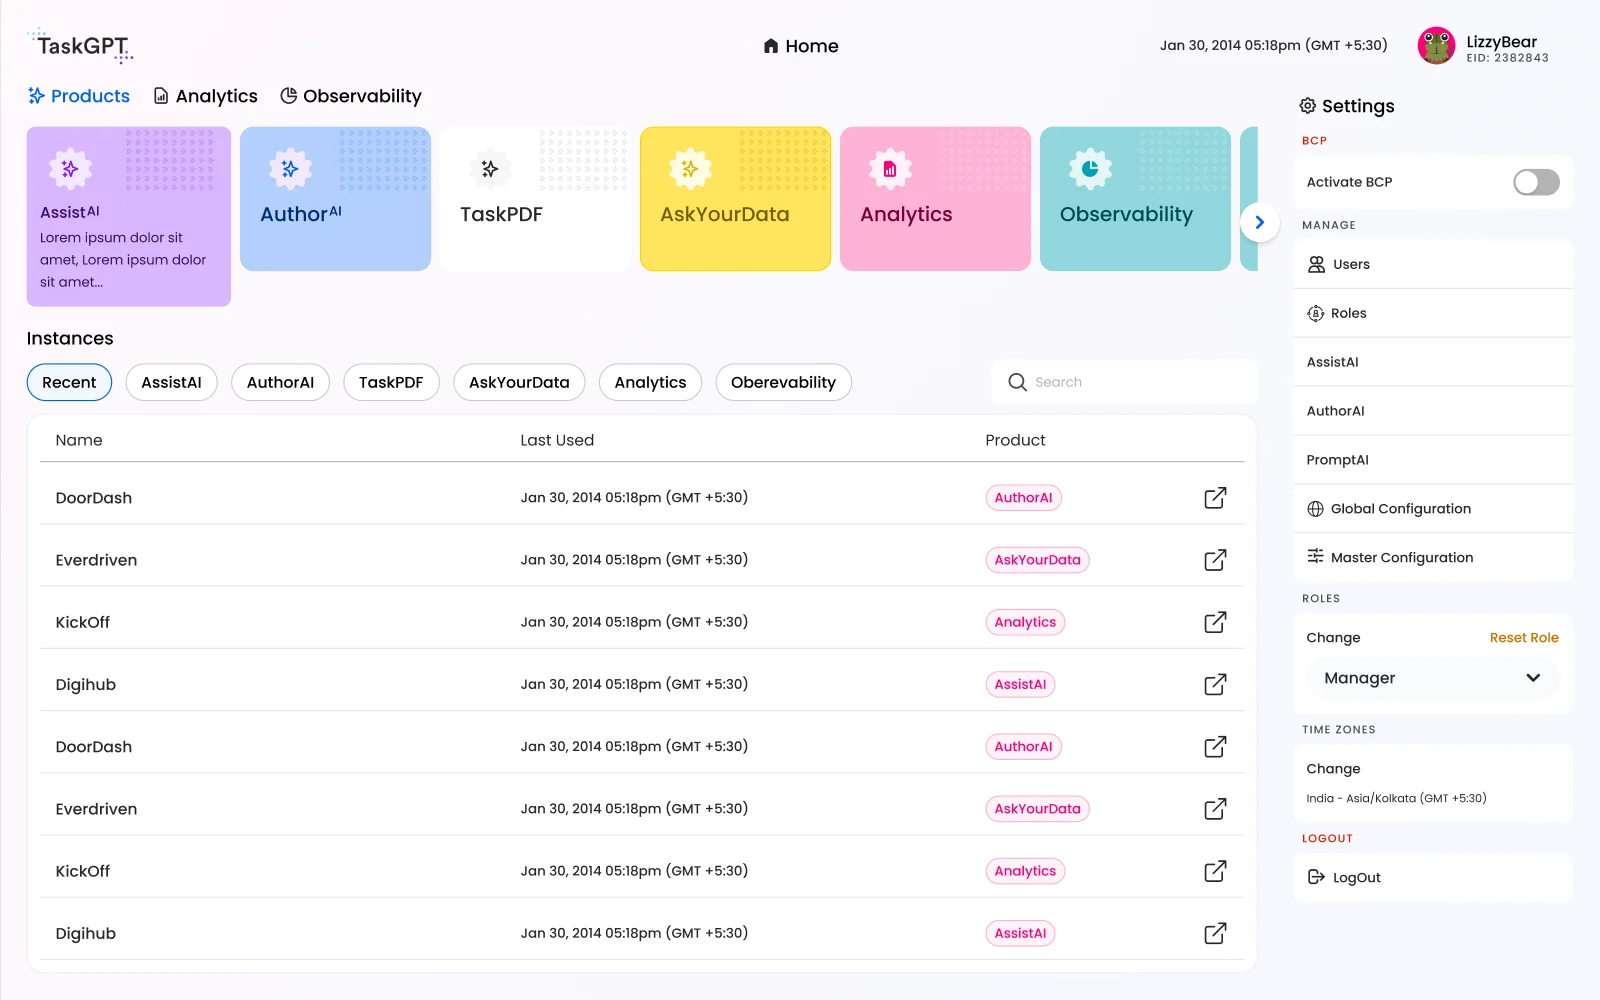 TaskGPT
Home
Jan 30, 2014 05:18pm (GMT +5:30)
LizzyBear
EID: 2382843
Products
Analytics
Observability
AssistAI
Lorem ipsum dolor sit
amet, Lorem ipsum dolor
sit amet...
AuthorAI
TaskPDF
AskYourData
Analytics
Observability
Instances
Recent
AssistAI
AuthorAI
TaskPDF
AskYourData
Analytics
Oberevability
Search
Name Last Used Product
DoorDash Jan 30, 2014 05:18pm (GMT +5:30) AuthorAI
Everdriven Jan 30, 2014 05:18pm (GMT +5:30) AskYourData
KickOff Jan 30, 2014 05:18pm (GMT +5:30) Analytics
Digihub Jan 30, 2014 05:18pm (GMT +5:30) AssistAI
DoorDash Jan 30, 2014 05:18pm (GMT +5:30) AuthorAI
Everdriven Jan 30, 2014 05:18pm (GMT +5:30) AskYourData
KickOff Jan 30, 2014 05:18pm (GMT +5:30) Analytics
Digihub Jan 30, 2014 05:18pm (GMT +5:30) AssistAI
Settings
BCP
Activate BCP
MANAGE
Users
Roles
AssistAI
AuthorAI
PromptAI
Global Configuration
Master Configuration
ROLES
Change Reset Role
Manager
TIME ZONES
Change
India - Asia/Kolkata (GMT +5:30)
LOGOUT
LogOut